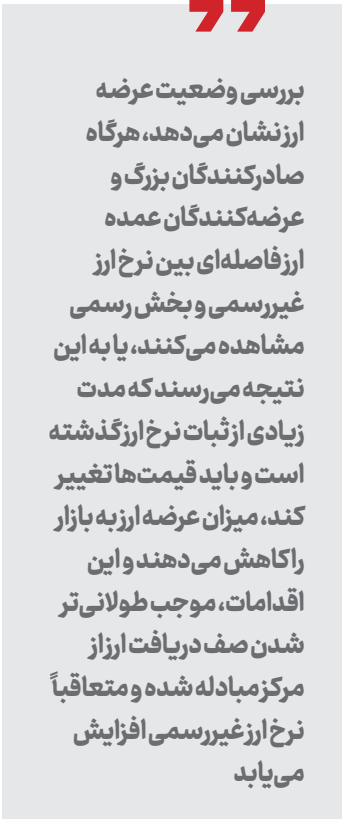 بررسی وضعیت عرضه
ارز نشان می‌دهد، هرگاه
صادرکنندگان بزرگ و
عرضه‌کنندگان عمده
ارز فاصله‌ای بین نرخ ارز
غیررسمی و بخش رسمی
مشاهده می‌کنند، یا به این
نتیجه می‌رسند که مدت
زیادی از ثبات نرخ ارز گذشته
است و باید قیمت‌ها تغییر
کند، میزان عرضه ارز به بازار
را کاهش می‌دهند و این
اقدامات، موجب طولانی‌تر
شدن صف دریافت ارز از
مرکز مبادله شده و متعاقباً
نرخ ارز غیررسمی افزایش
می‌یابد